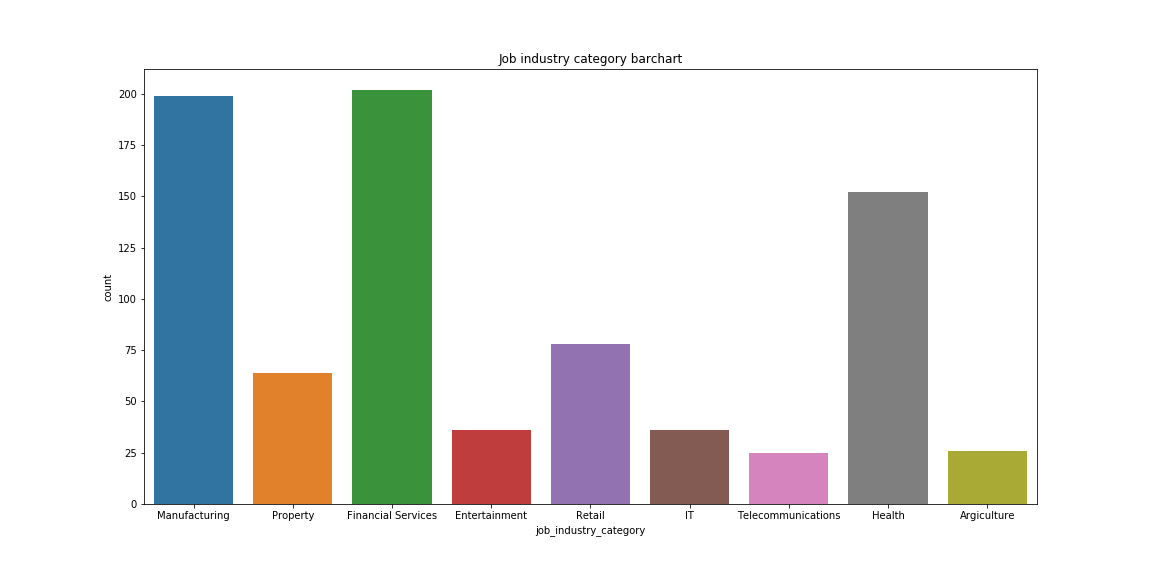 Job industry category barchart
200
175
150
125
100
75
50
25
0
count
Manufacturing Property Financial Services Entertainment Retail IT Telecommunications Health Argiculture
job_industry_category